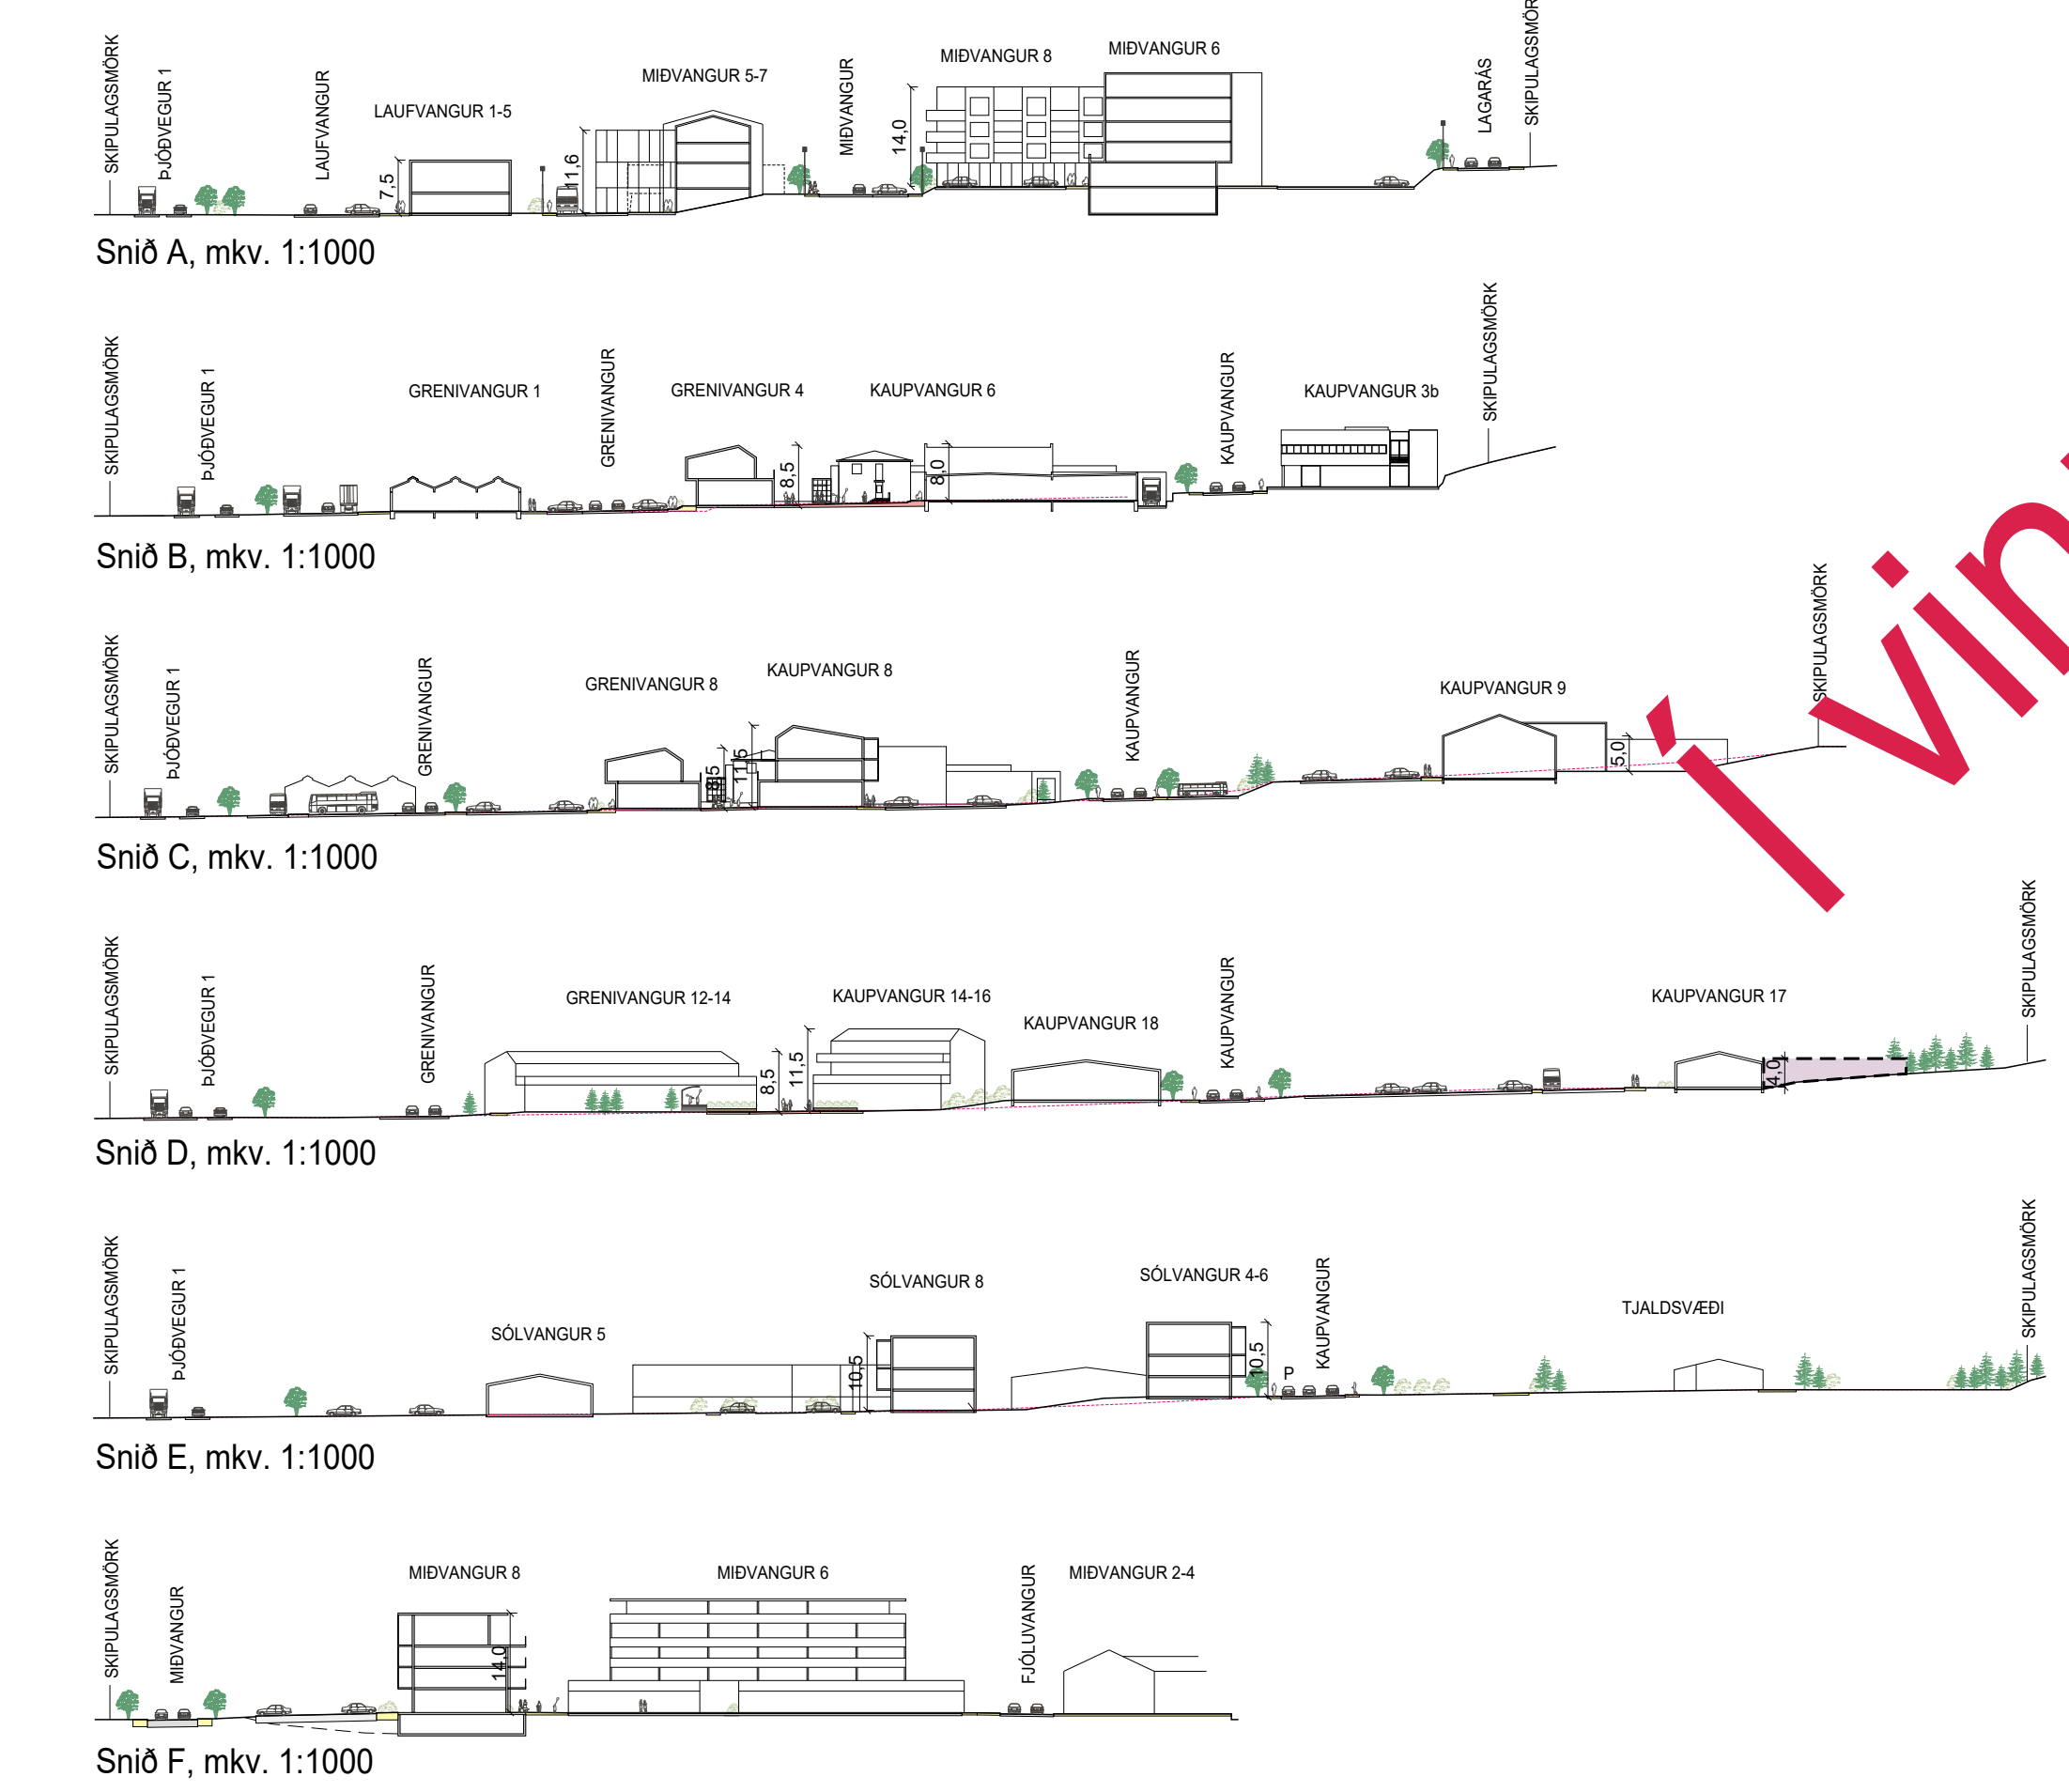 SKIPULAGSMÖRK
ÞJÓÐVEGUR 1
LAUFVANGUR
LAUFVANGUR 1-5
7,5
11,6
MIÐVANGUR 5-7
MIÐVANGUR
14,0
MIÐVANGUR 8
MIÐVANGUR 6
LAGARÁS
SKIPULAGSMÖRK
Snið A, mkv. 1:1000
SKIPULAGSMÖRK
ÞJÓÐVEGUR 1
GRENIVANGUR 1
GRENIVANGUR
GRENIVANGUR 4
8,5
KAUPVANGUR 6
8,0
KAUPVANGUR
KAUPVANGUR 3b
SKIPULAGSMÖRK
Snið B, mkv. 1:1000
SKIPULAGSMÖRK
ÞJÓÐVEGUR 1
GRENIVANGUR
GRENIVANGUR 8
8,5
11,5
KAUPVANGUR 8
KAUPVANGUR
KAUPVANGUR 9
5,0
SKIPULAGSMÖRK
Snið C, mkv. 1:1000
Í vin
SKIPULAGSMÖRK
ÞJÓÐVEGUR 1
GRENIVANGUR
GRENIVANGUR 12-14
8,5
11,5
KAUPVANGUR 14-16
KAUPVANGUR 18
KAUPVANGUR
KAUPVANGUR 17
4,0
SKIPULAGSMÖRK
Snið D, mkv. 1:1000
SKIPULAGSMÖRK
ÞJÓÐVEGUR 1
SÓLVANGUR 5
10,5
SÓLVANGUR 8
SÓLVANGUR 4-6
10,5
P
KAUPVANGUR
TJALDSVÆÐI
SKIPULAGSMÖRK
Snið E, mkv. 1:1000
SKIPULAGSMÖRK
MIÐVANGUR
MIÐVANGUR 8
14,0
MIÐVANGUR 6
FJÓLUVANGUR
MIÐVANGUR 2-4
Snið F, mkv. 1:1000